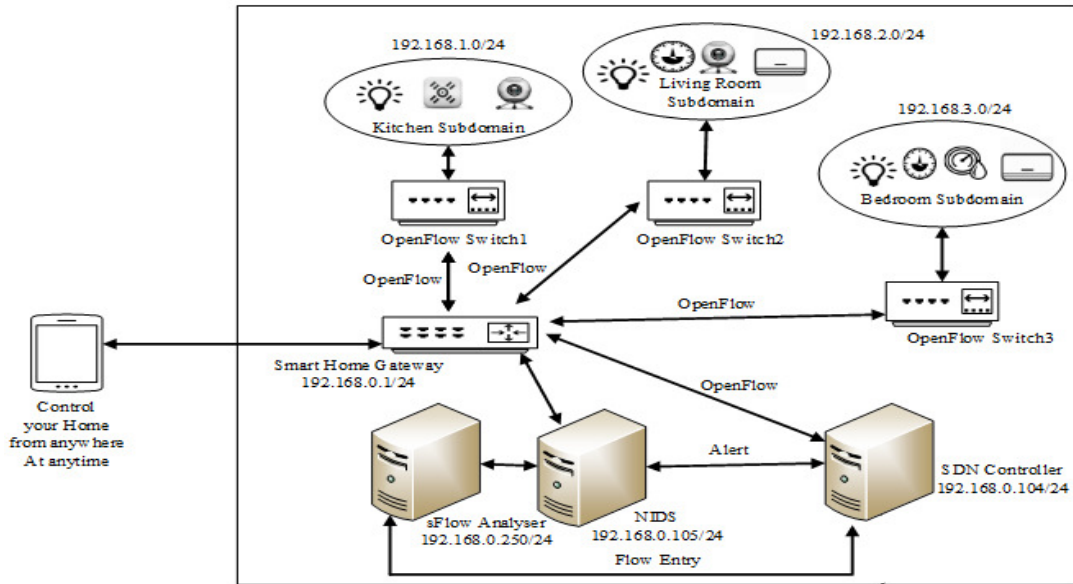 192.168.1.0/24
Kitchen Subdomain
OpenFlow Switch1
OpenFlow
192.168.2.0/24
Living Room
Subdomain
OpenFlow Switch2
OpenFlow
192.168.3.0/24
Bedroom Subdomain
OpenFlow Switch3
OpenFlow
Smart Home Gateway
192.168.0.1/24
Control
your Home
from anywhere
At anytime
OpenFlow
sFlow Analyser
192.168.0.250/24
NIDS
192.168.0.105/24
Alert
SDN Controller
192.168.0.104/24
Flow Entry